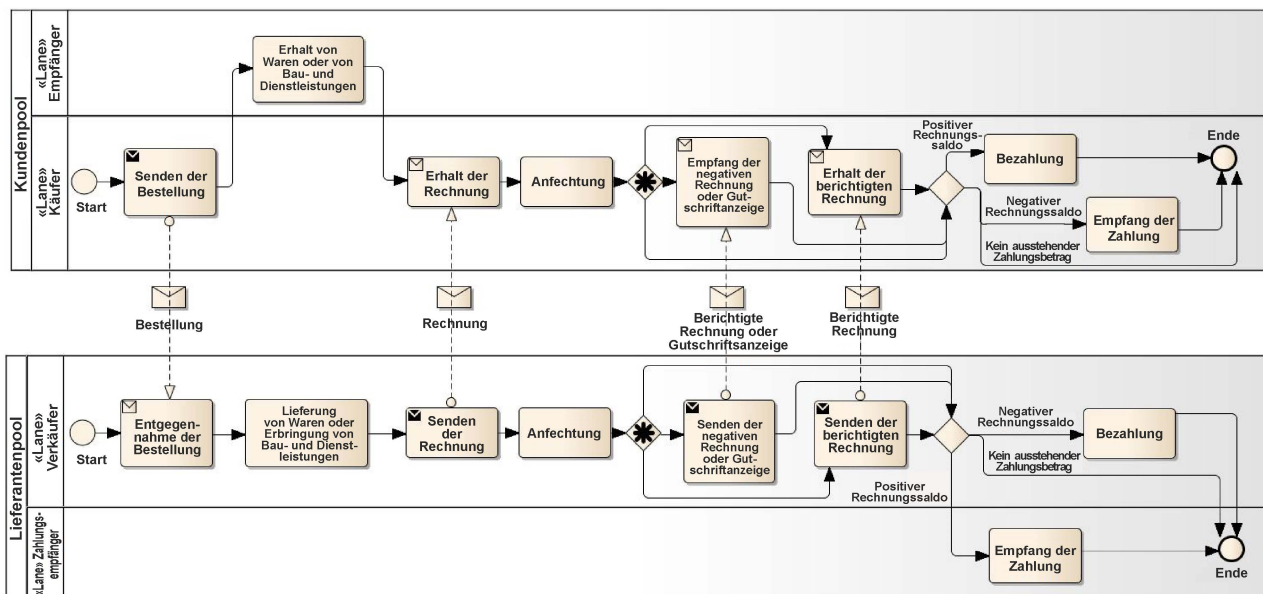 Kundenpool
«Lane»
Empfänger
Erhalt von
Waren oder von
Bau- und
Dienstleistungen
«Lane»
Käufer
Start
Senden der
Bestellung
Erhalt der
Rechnung
Anfechtung
Empfang der
negativen
Rechnung
oder Gut-
schriftanzeige
Erhalt der
berichtigten
Rechnung
Positiver
Rechnungs-
saldo
Bezahlung
Ende
Negativer
Rechnungssaldo
Empfang der
Zahlung
Kein ausstehender
Zahlungsbetrag
Bestellung
Rechnung
Berichtigte
Rechnung oder
Gutschriftsanzeige
Berichtigte
Rechnung
Lieferantenpool
«Lane»
Verkäufer
Start
Entgegen-
nahme der
Bestellung
Lieferung
von Waren oder
Erbringung von
Bau- und Dienst-
leistungen
Senden
der
Rechnung
Anfechtung
Senden der
negativen
Rechnung
oder Gut-
schriftanzeige
Senden der
berichtigten
Rechnung
Negativer
Rechnungssaldo
Bezahlung
Kein ausstehender
Zahlungsbetrag
Positiver
Rechnungssaldo
«Lane» Zahlungs-
empfänger
Empfang der
Zahlung
Ende